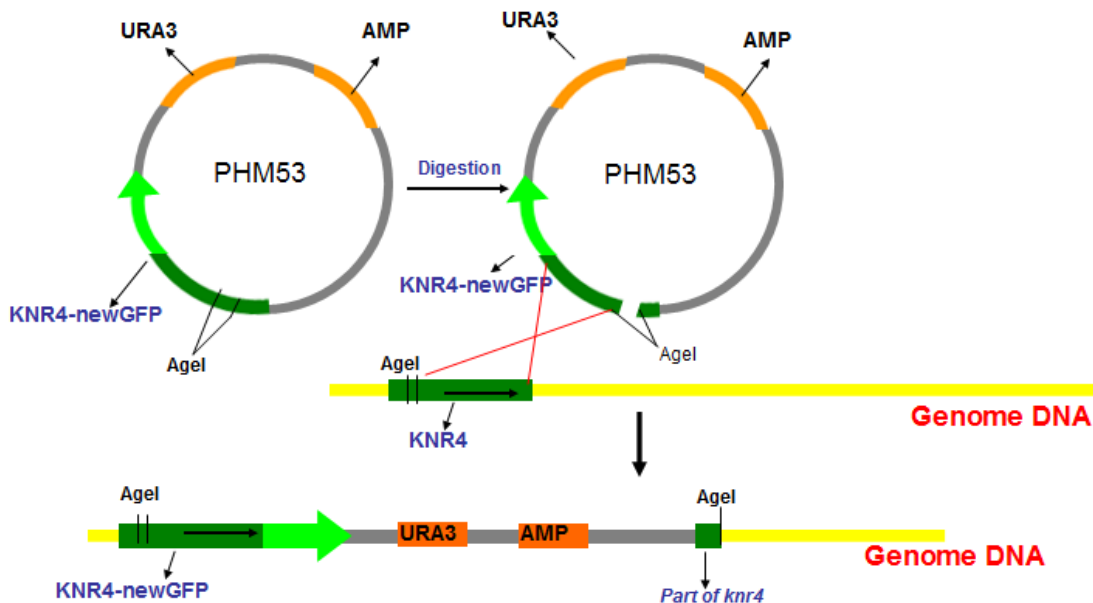 URA3
AMP
PHM53
KNR4-newGFP
AgeI
Digestion
URA3
AMP
PHM53
KNR4-newGFP
AgeI
AgeI
KNR4
Genome DNA
AgeI
URA3
AMP
AgeI
Genome DNA
KNR4-newGFP
Part of knr4